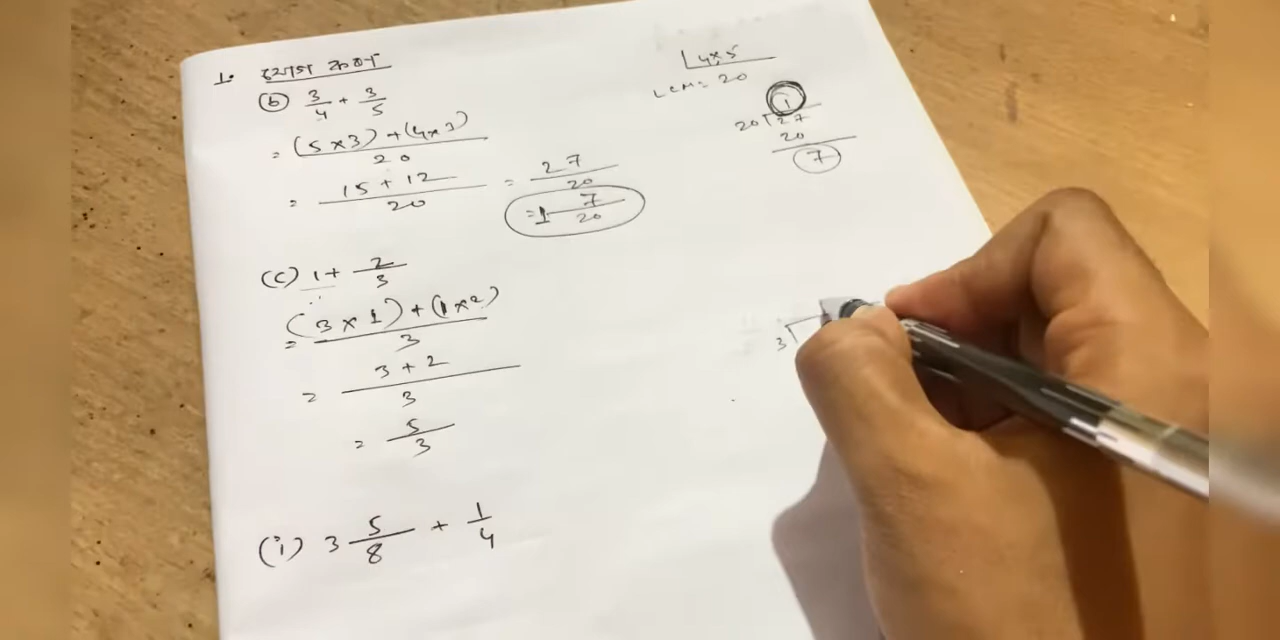 1.
(b) 3/4 + 3/5
= (5 x 3) + (4 x 3) / 20
= 15 + 12 / 20 = 27 / 20
= 1 7/20
4 x 5
LCM = 20
1
20 27
20
7
(c) 1 + 2/3
= (3 x 1) + (1 x 2) / 3
= 3 + 2 / 3
= 5 / 3
3
(i) 3 5/8 + 1/4